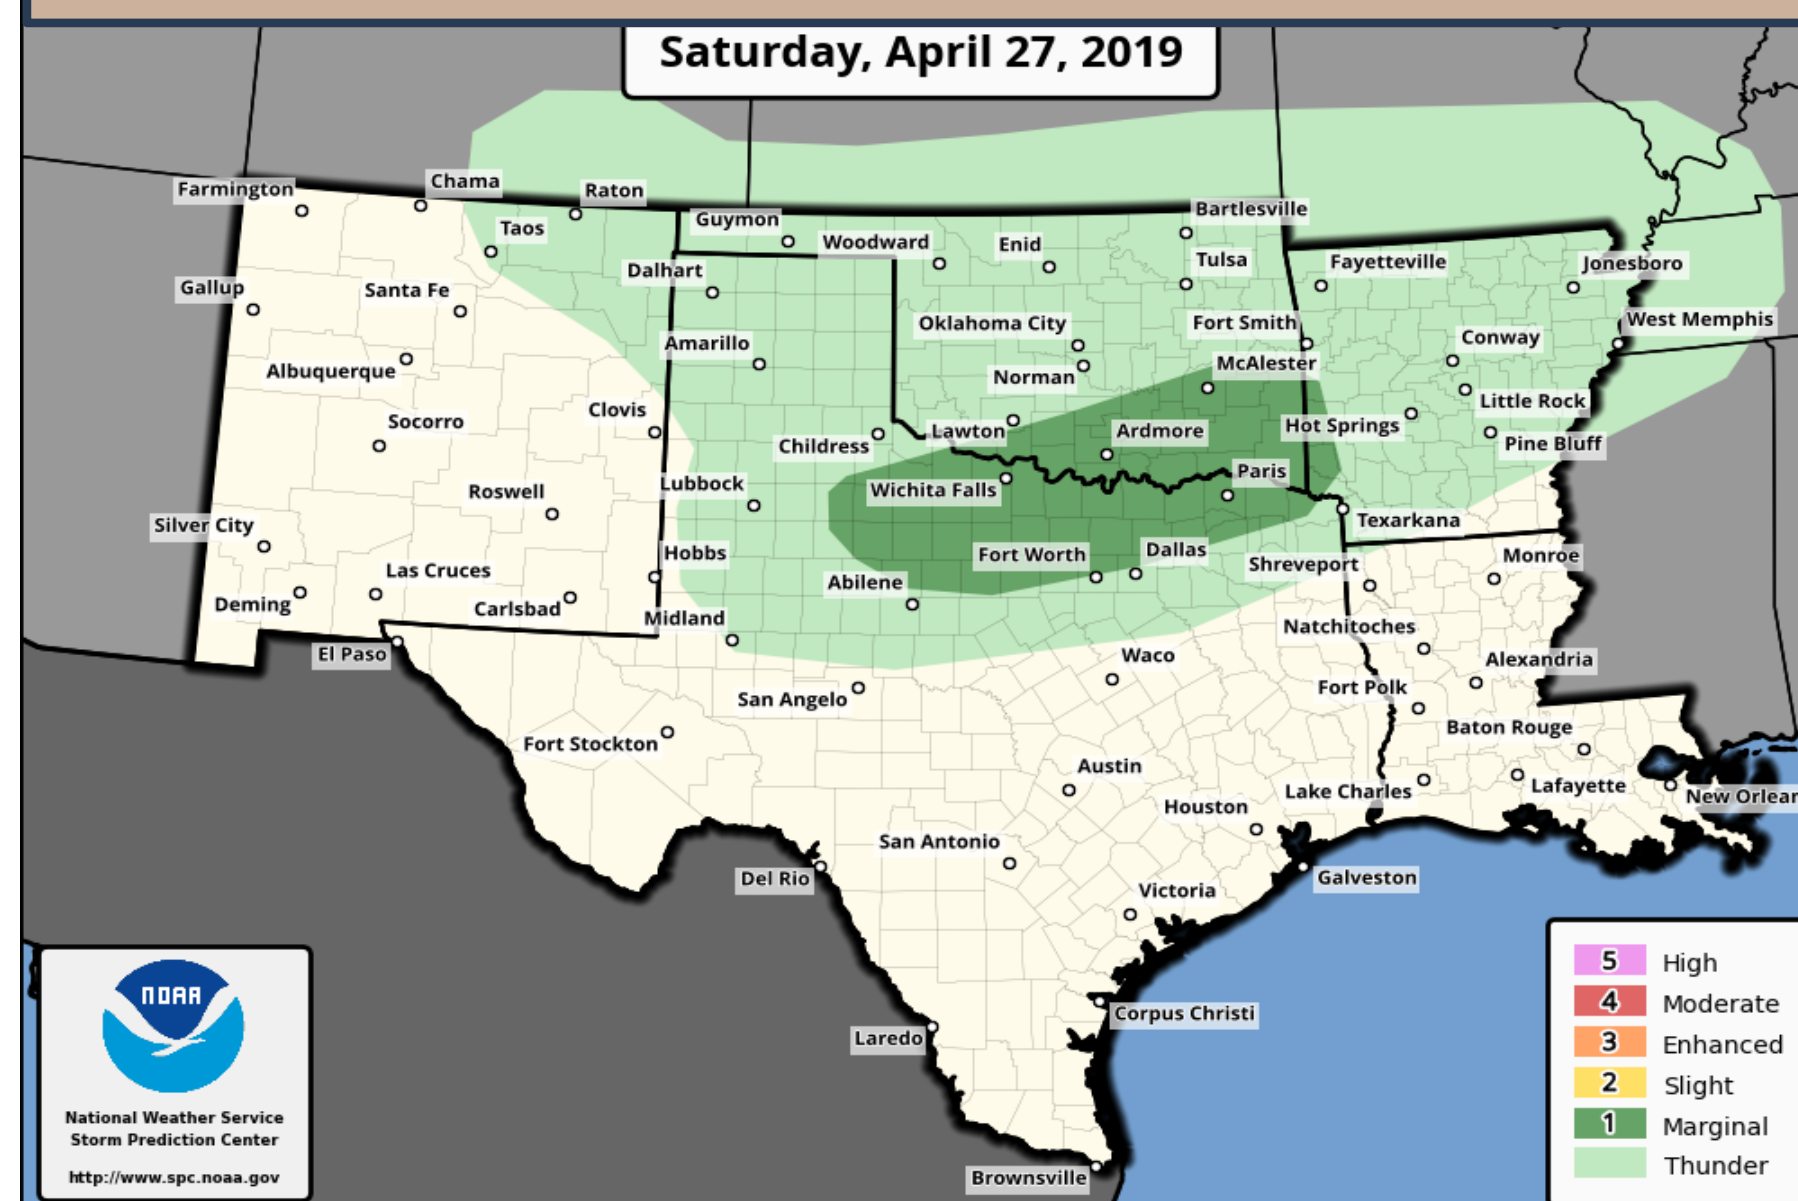 Saturday, April 27, 2019
Farmington
Chama
Raton
Taos
Guymon
Woodward
Enid
Bartlesville
Tulsa
Fayetteville
Jonesboro
Gallup
Santa Fe
Dalhart
Oklahoma City
Fort Smith
West Memphis
Amarillo
Conway
Albuquerque
Norman
McAlester
Little Rock
Socorro
Clovis
Childress
Lawton
Ardmore
Hot Springs
Pine Bluff
Roswell
Lubbock
Wichita Falls
Paris
Silver City
Texarkana
Las Cruces
Hobbs
Fort Worth
Dallas
Shreveport
Monroe
Deming
Carlsbad
Midland
Abilene
Natchitoches
El Paso
Waco
Alexandria
San Angelo
Fort Polk
Fort Stockton
Baton Rouge
Austin
Houston
Lake Charles
Lafayette
New Orlean
San Antonio
Del Rio
Galveston
Victoria
Corpus Christi
Laredo
Brownsville
NOAA
National Weather Service
Storm Prediction Center
http://www.spc.noaa.gov
5 High
4 Moderate
3 Enhanced
2 Slight
1 Marginal
Thunder